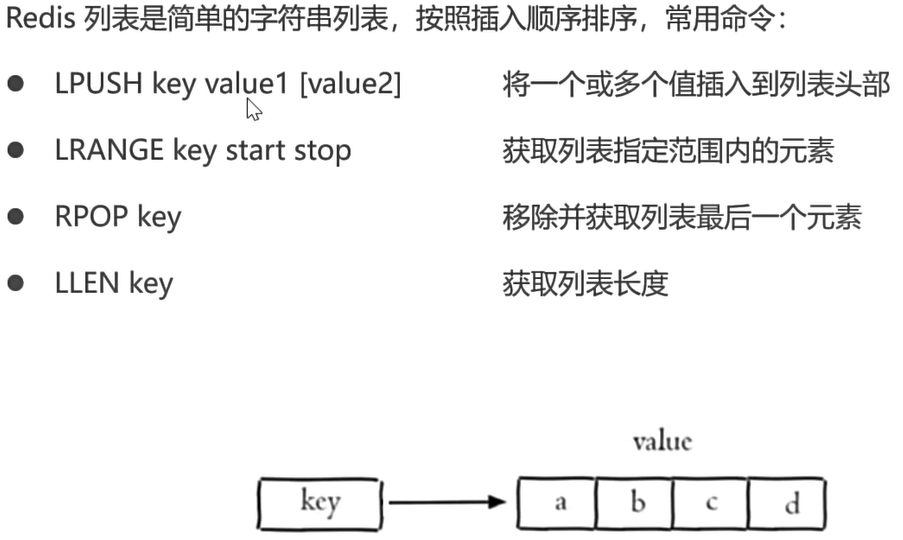 Redis 列表是简单的字符串列表，按照插入顺序排序，常用命令：
● LPUSH key value1 [value2] 将一个或多个值插入到列表头部
● LRANGE key start stop 获取列表指定范围内的元素
● RPOP key 移除并获取列表最后一个元素
● LLEN key 获取列表长度
value
key a b c d